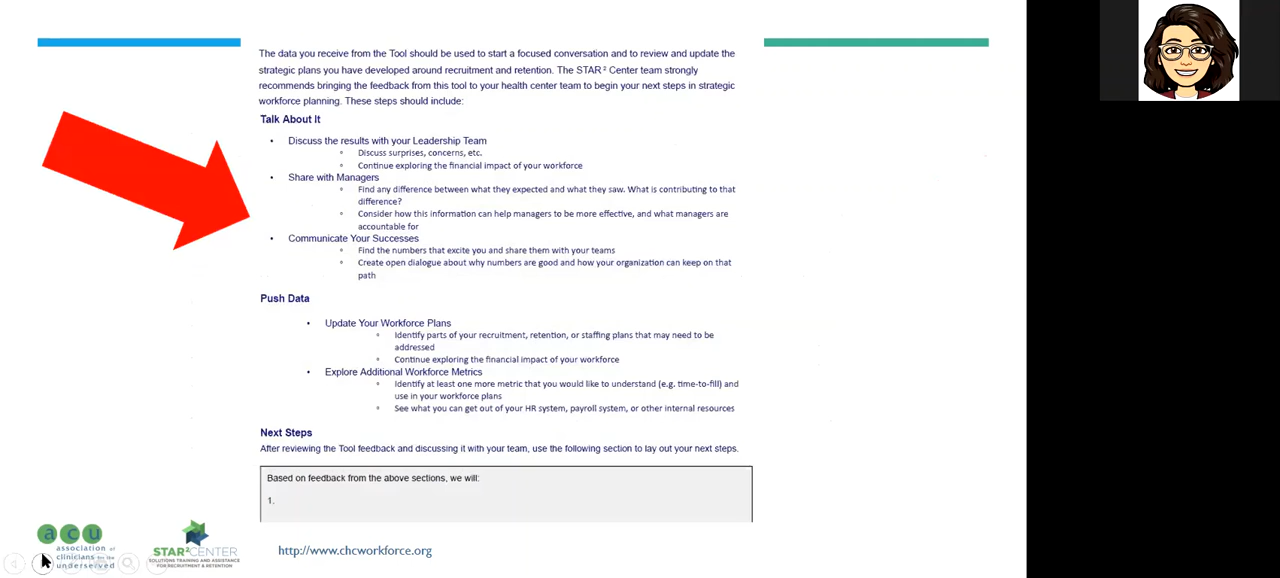 The data you receive from the Tool should be used to start a focused conversation and to review and update the
strategic plans you have developed around recruitment and retention. The STAR² Center team strongly
recommends bringing the feedback from this tool to your health center team to begin your next steps in strategic
workforce planning. These steps should include:
Talk About It
• Discuss the results with your Leadership Team
◦ Discuss surprises, concerns, etc.
◦ Continue exploring the financial impact of your workforce
• Share with Managers
◦ Find any difference between what they expected and what they saw. What is contributing to that
difference?
◦ Consider how this information can help managers to be more effective, and what managers are
accountable for
• Communicate Your Successes
◦ Find the numbers that excite you and share them with your teams
◦ Create open dialogue about why numbers are good and how your organization can keep on that
path
Push Data
• Update Your Workforce Plans
◦ Identify parts of your recruitment, retention, or staffing plans that may need to be
addressed
◦ Continue exploring the financial impact of your workforce
• Explore Additional Workforce Metrics
◦ Identify at least one more metric that you would like to understand (e.g. time-to-fill) and
use in your workforce plans
◦ See what you can get out of your HR system, payroll system, or other internal resources
Next Steps
After reviewing the Tool feedback and discussing it with your team, use the following section to lay out your next steps.
Based on feedback from the above sections, we will:
1.
acu
association of
clinicians for the
underserved
STAR²CENTER
SOLUTIONS TRAINING AND ASSISTANCE
FOR RECRUITMENT & RETENTION
http://www.chcworkforce.org